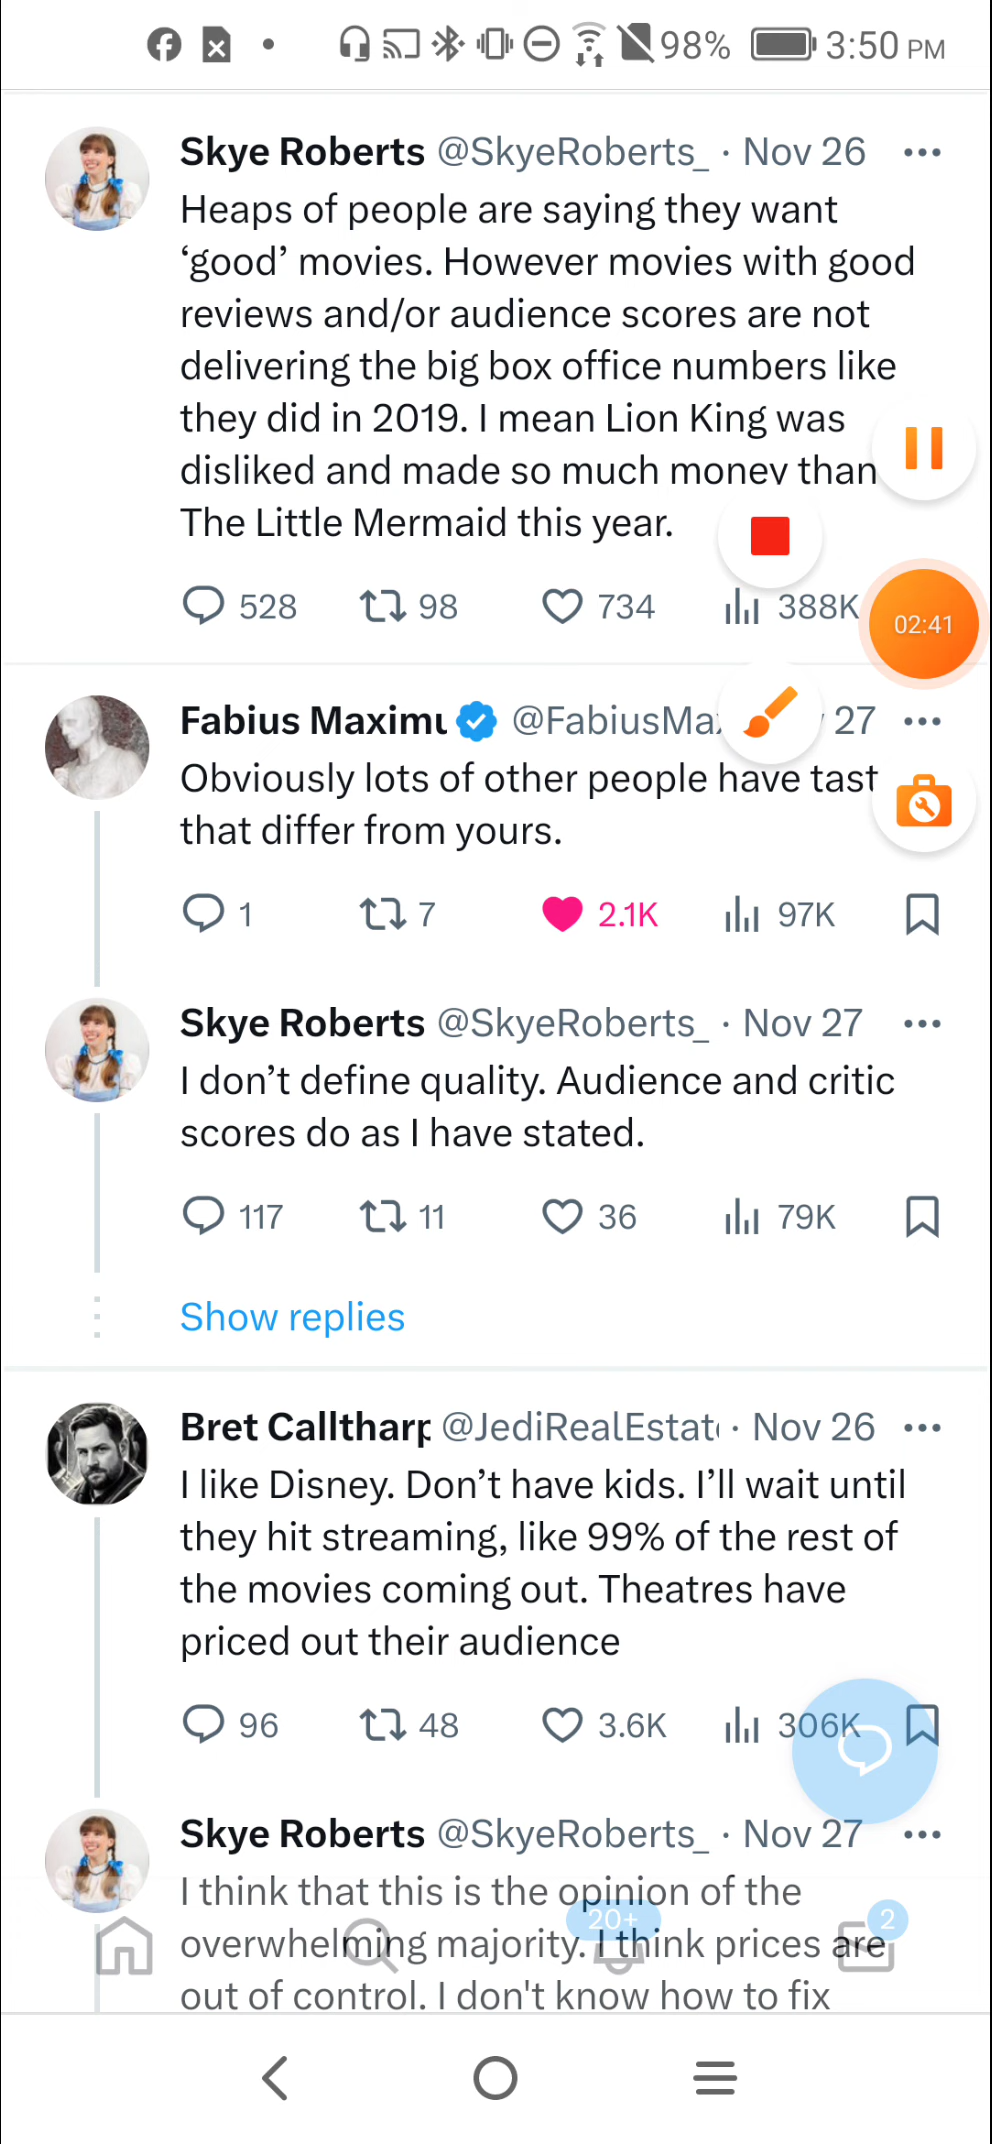 98% 3:50 PM
Skye Roberts @SkyeRoberts_ · Nov 26
Heaps of people are saying they want
‘good’ movies. However movies with good
reviews and/or audience scores are not
delivering the big box office numbers like
they did in 2019. I mean Lion King was
disliked and made so much money than
The Little Mermaid this year.
528 98 734 388K
02:41
Fabius Maximu @FabiusMa 27
Obviously lots of other people have tast
that differ from yours.
1 7 2.1K 97K
Skye Roberts @SkyeRoberts_ · Nov 27
I don’t define quality. Audience and critic
scores do as I have stated.
117 11 36 79K
Show replies
Bret Calltharp @JediRealEstat · Nov 26
I like Disney. Don’t have kids. I’ll wait until
they hit streaming, like 99% of the rest of
the movies coming out. Theatres have
priced out their audience
96 48 3.6K 306K
Skye Roberts @SkyeRoberts_ · Nov 27
I think that this is the opinion of the
20+ 2
overwhelming majority. I think prices are
out of control. I don't know how to fix